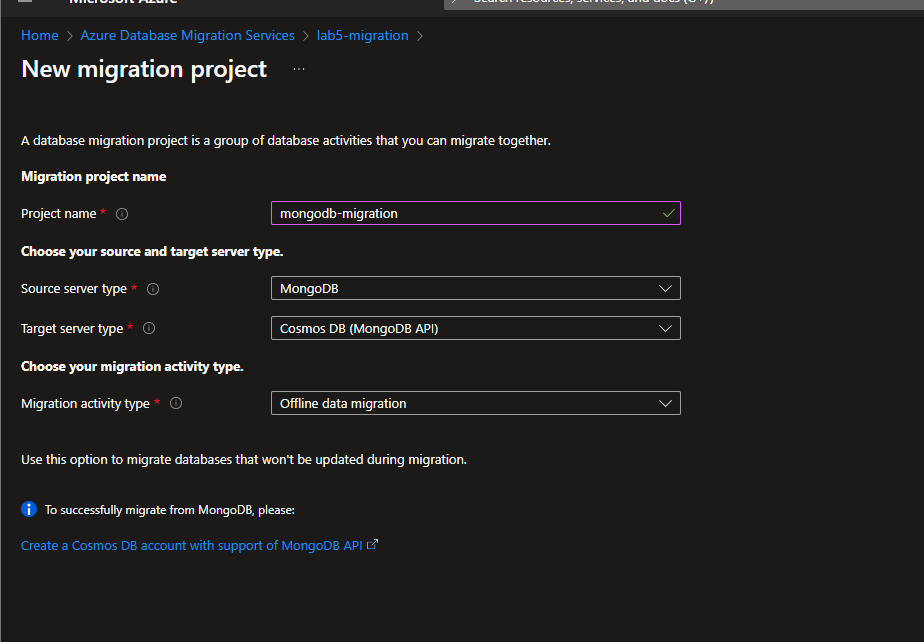 Microsoft Azure
Search resources, services, and docs (G+/)
Home > Azure Database Migration Services > lab5-migration >
New migration project ...
A database migration project is a group of database activities that you can migrate together.
Migration project name
Project name *
mongodb-migration
Choose your source and target server type.
Source server type *
MongoDB
Target server type *
Cosmos DB (MongoDB API)
Choose your migration activity type.
Migration activity type *
Offline data migration
Use this option to migrate databases that won't be updated during migration.
To successfully migrate from MongoDB, please:
Create a Cosmos DB account with support of MongoDB API